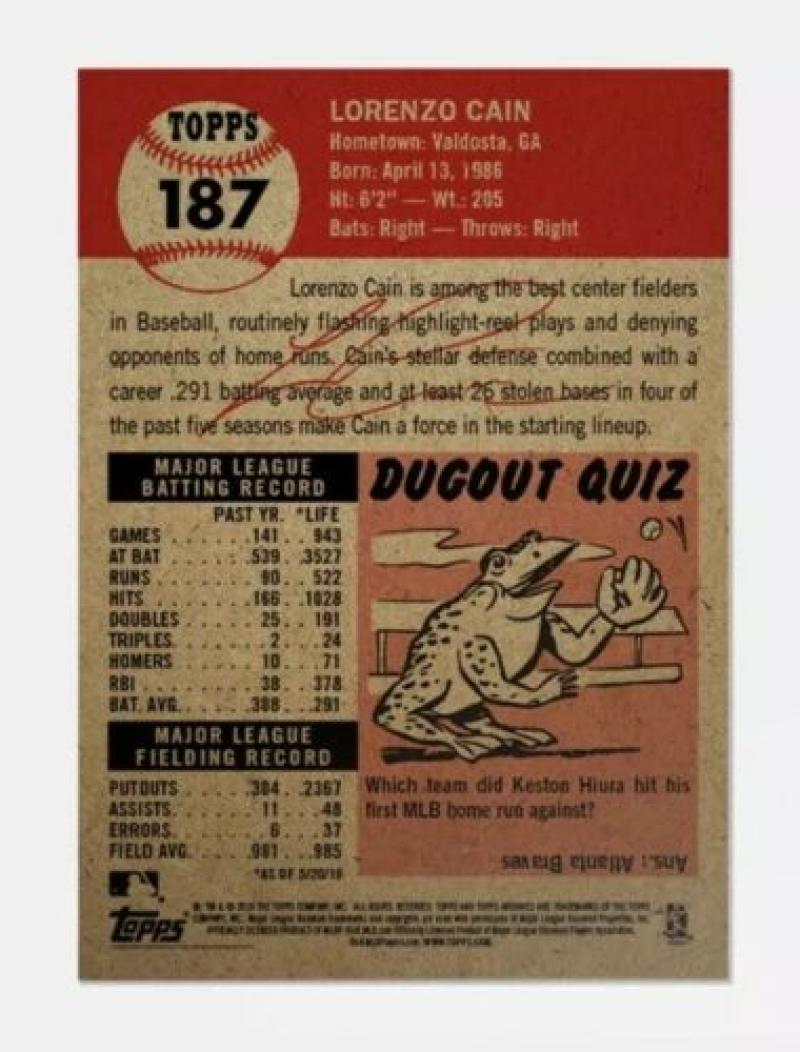 TOPPS
187
LORENZO CAIN
Hometown: Valdosta, GA
Born: April 13, 1986
Ht: 6'2" — Wt.: 205
Bats: Right — Throws: Right
Lorenzo Cain is among the best center fielders
in Baseball, routinely flashing highlight-reel plays and denying
opponents of home runs. Cain's stellar defense combined with a
career .291 batting average and at least 26 stolen bases in four of
the past five seasons make Cain a force in the starting lineup.
MAJOR LEAGUE
BATTING RECORD
PAST YR. *LIFE
GAMES 141 943
AT BAT 539 3527
RUNS 90 522
HITS 166 1028
DOUBLES 25 191
TRIPLES 2 24
HOMERS 10 71
RBI 38 378
BAT. AVG. .308 .291
MAJOR LEAGUE
FIELDING RECORD
PUTOUTS 384 2367
ASSISTS 11 48
ERRORS 6 37
FIELD AVG. .981 .985
*AS OF 5/20/19
DUGOUT QUIZ
Which team did Keston Hiura hit his
first MLB home run against?
Ans.: Atlanta Braves
Topps